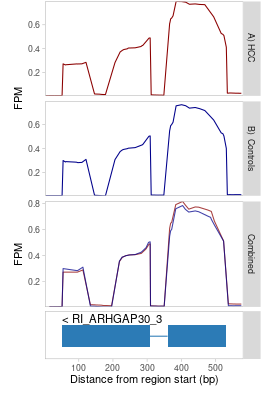 0.6
0.4
0.2
FPM
A) HCC
0.6
0.4
0.2
FPM
B) Controls
0.8
0.6
0.4
0.2
FPM
Combined
< RI_ARHGAP30_3
100 200 300 400 500
Distance from region start (bp)